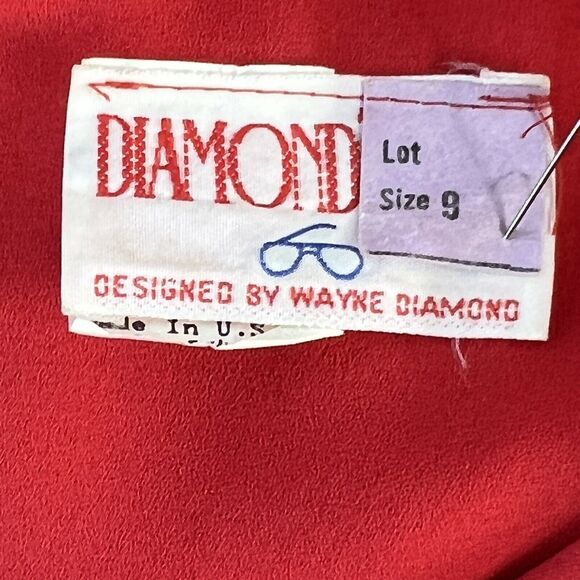 DIAMOND'
Lot
Size 9
DESIGNED BY WAYNE DIAMOND
In U.S